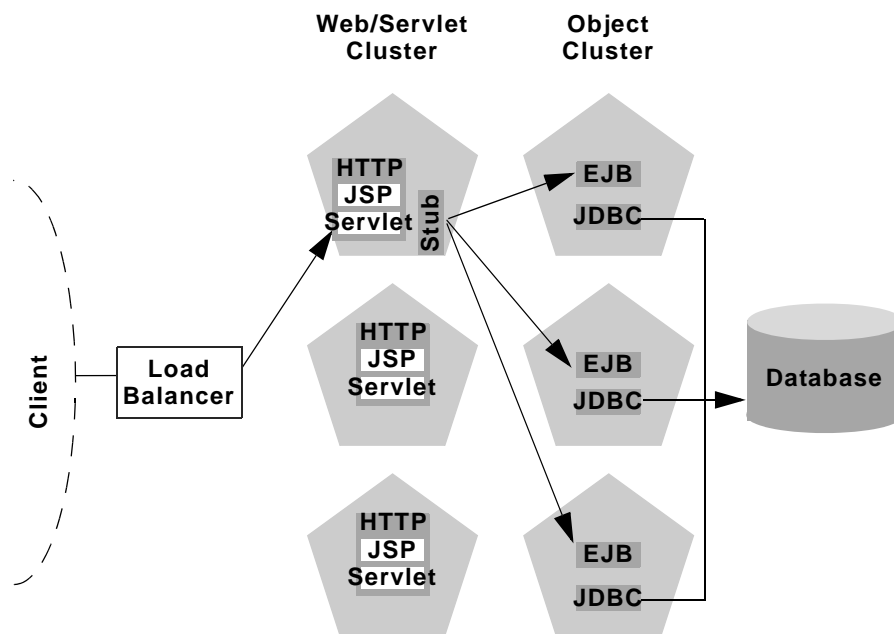 Web/Servlet
Cluster
Object
Cluster
HTTP
JSP
Servlet
Stub
EJB
JDBC
Client
Load
Balancer
HTTP
JSP
Servlet
EJB
JDBC
Database
HTTP
JSP
Servlet
EJB
JDBC